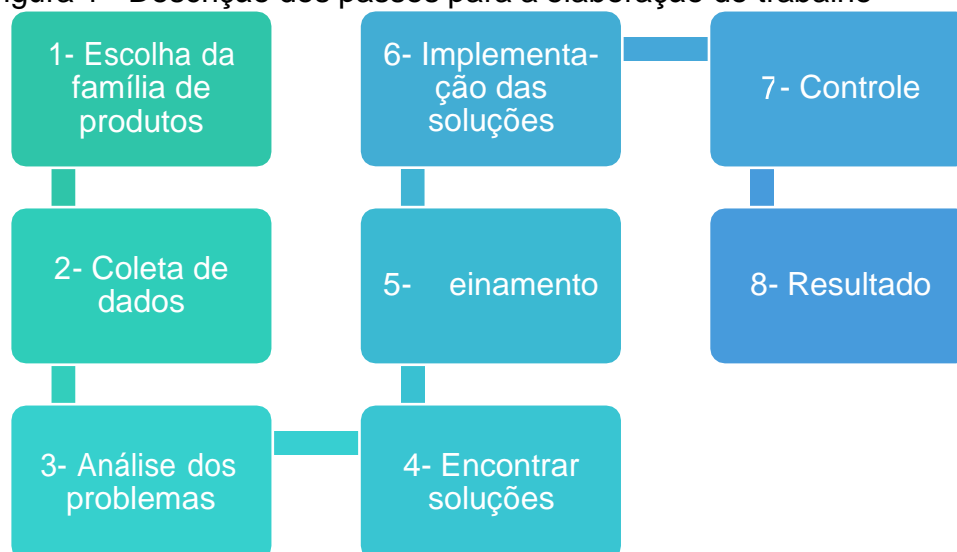 Descrição dos passos para a elaboração do trabalho
1- Escolha da
família de
produtos
2- Coleta de
dados
3- Análise dos
problemas
4- Encontrar
soluções
5- einamento
6- Implementa-
ção das
soluções
7- Controle
8- Resultado